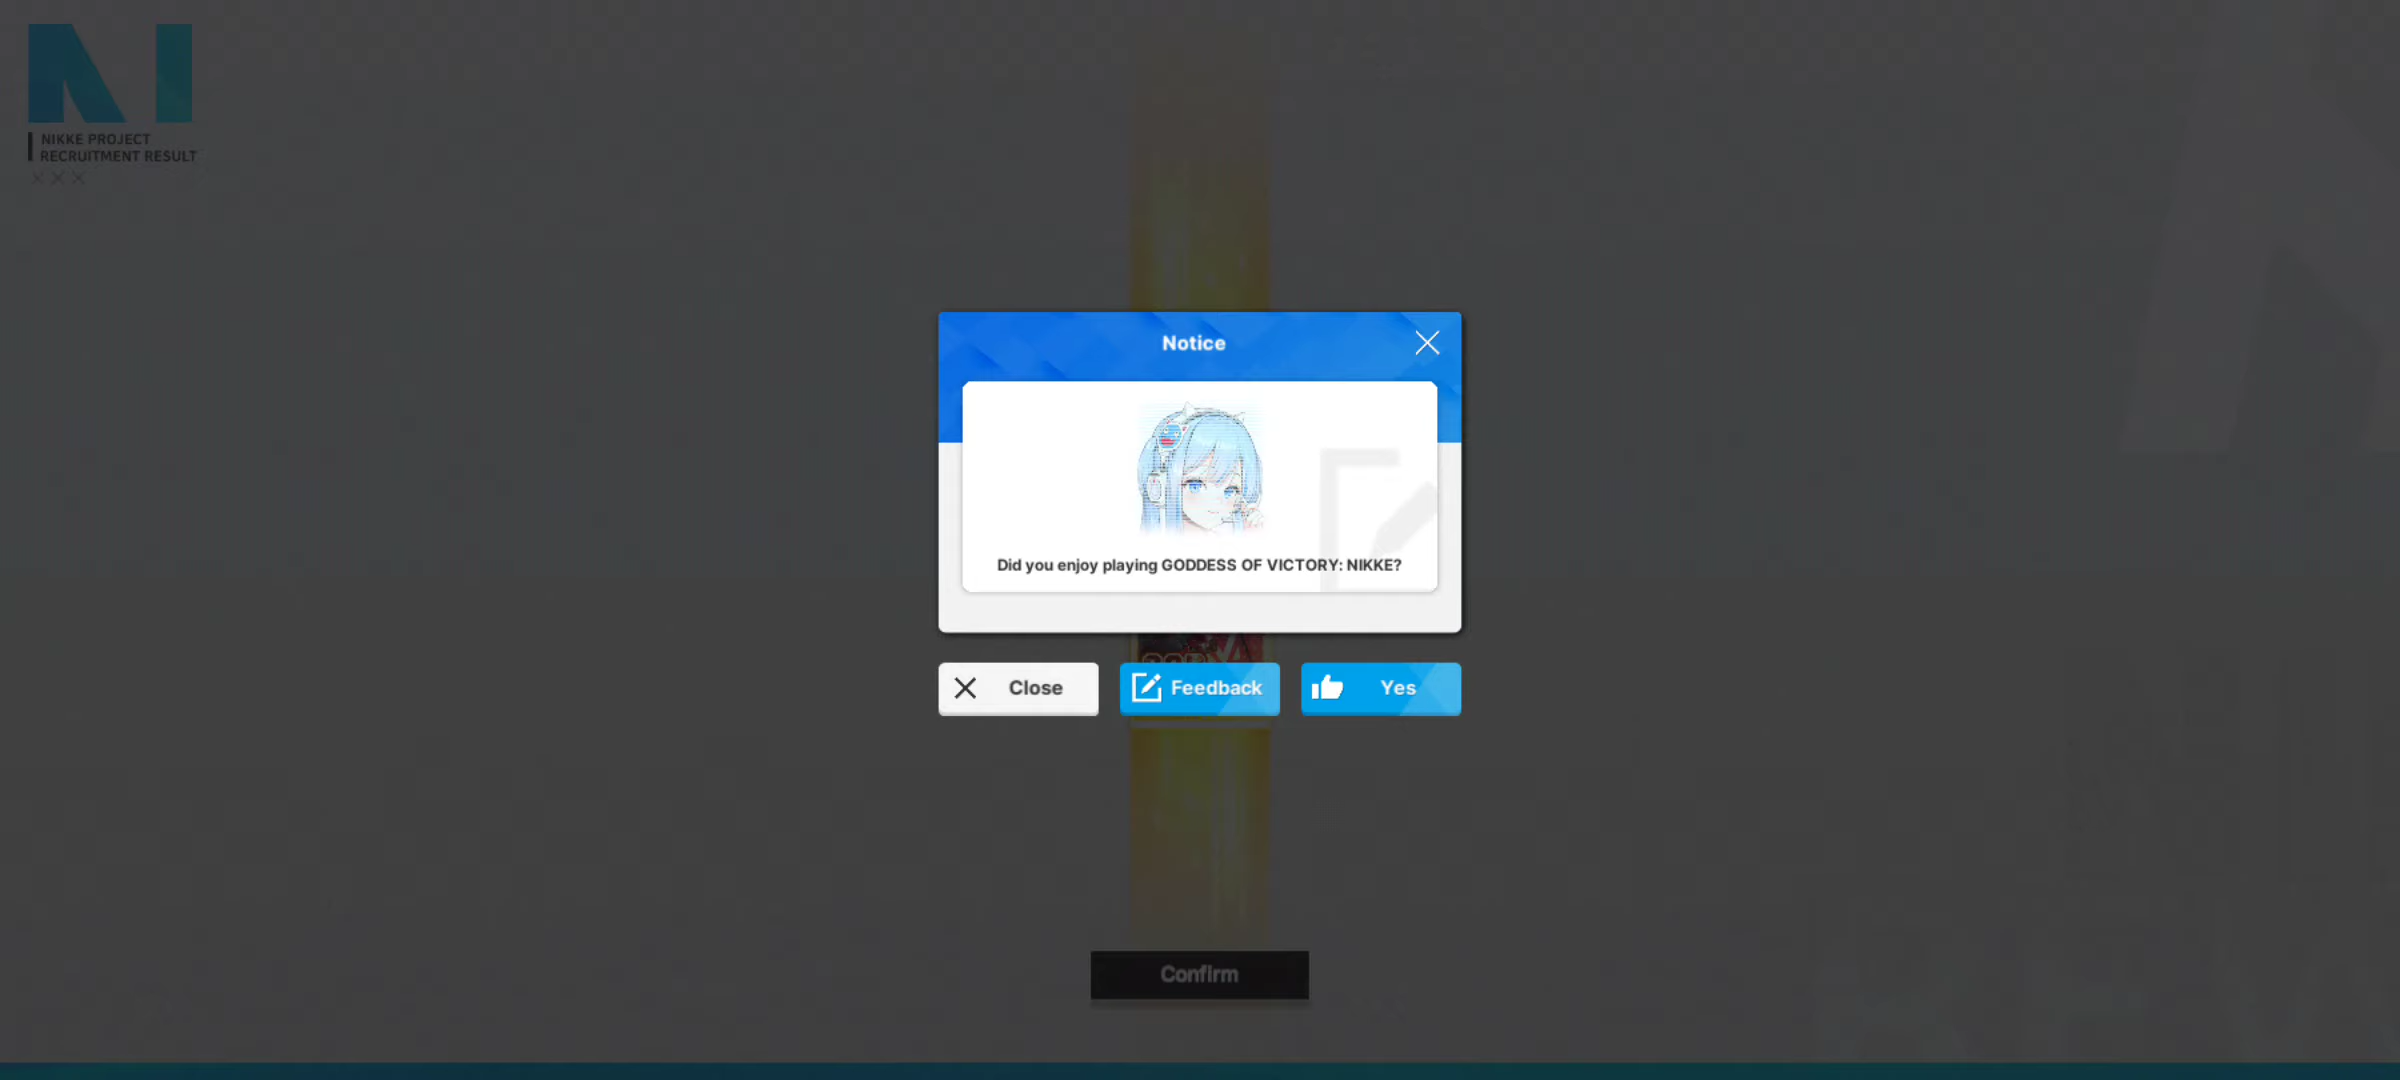 NIKKE PROJECT
RECRUITMENT RESULT
Notice
Did you enjoy playing GODDESS OF VICTORY: NIKKE?
Close
Feedback
Yes
Confirm